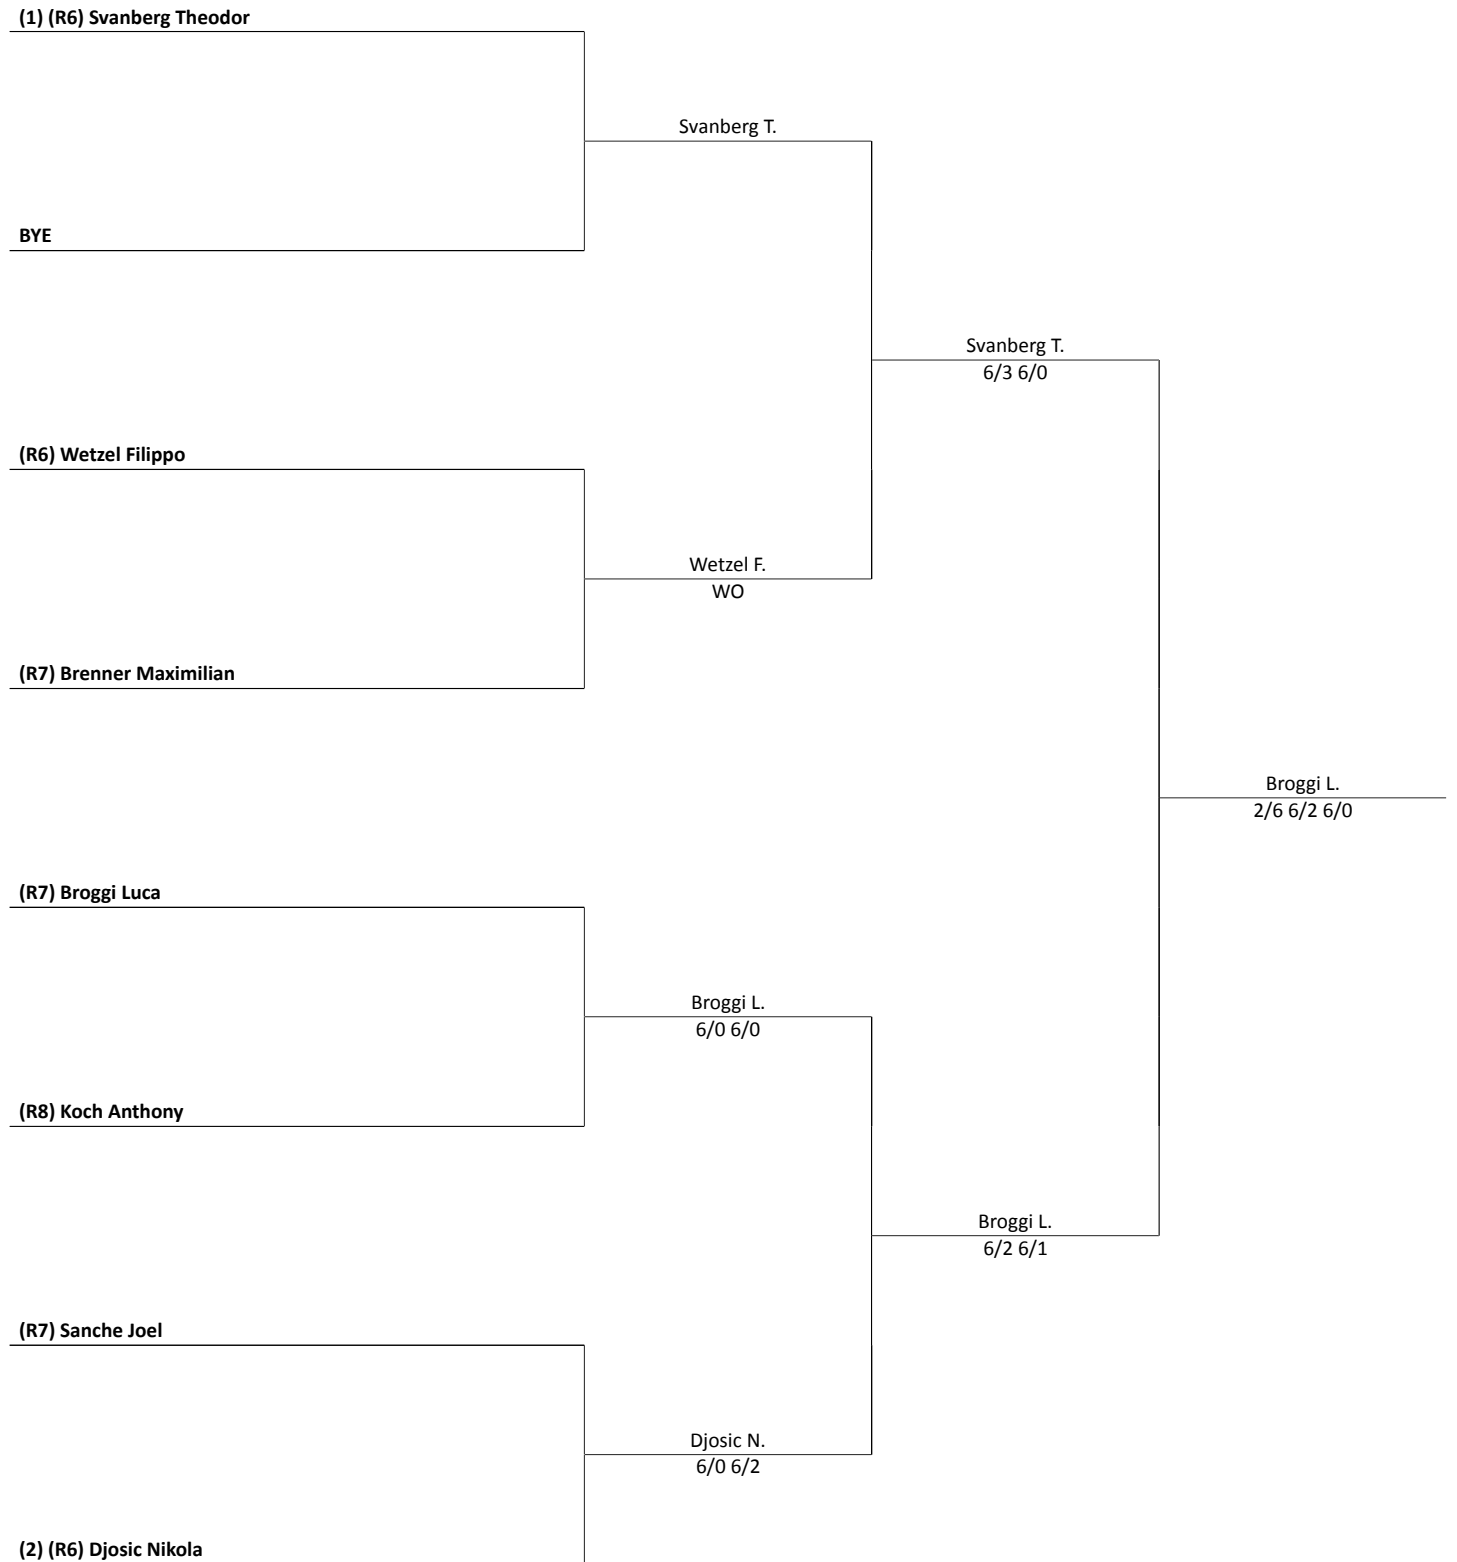 (1) (R6) Svanberg Theodor
Svanberg T.
BYE
Svanberg T.
6/3 6/0
(R6) Wetzel Filippo
Wetzel F.
WO
(R7) Brenner Maximilian
Broggi L.
2/6 6/2 6/0
(R7) Broggi Luca
Broggi L.
6/0 6/0
(R8) Koch Anthony
Broggi L.
6/2 6/1
(R7) Sanche Joel
Djosic N.
6/0 6/2
(2) (R6) Djosic Nikola